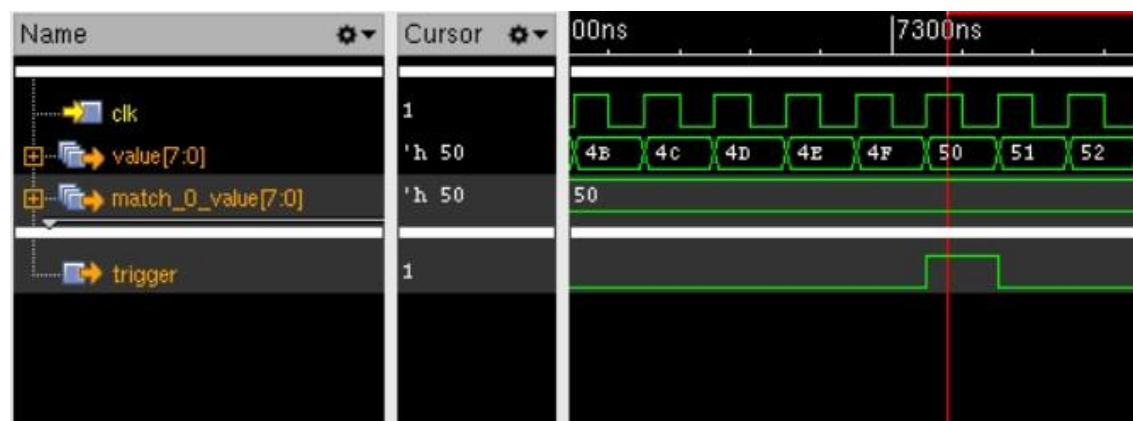 Name Cursor 00ns 7300ns
clk 1
value[7:0] 'h 50 4B 4C 4D 4E 4F 50 51 52
match_0_value[7:0] 'h 50 50
trigger 1